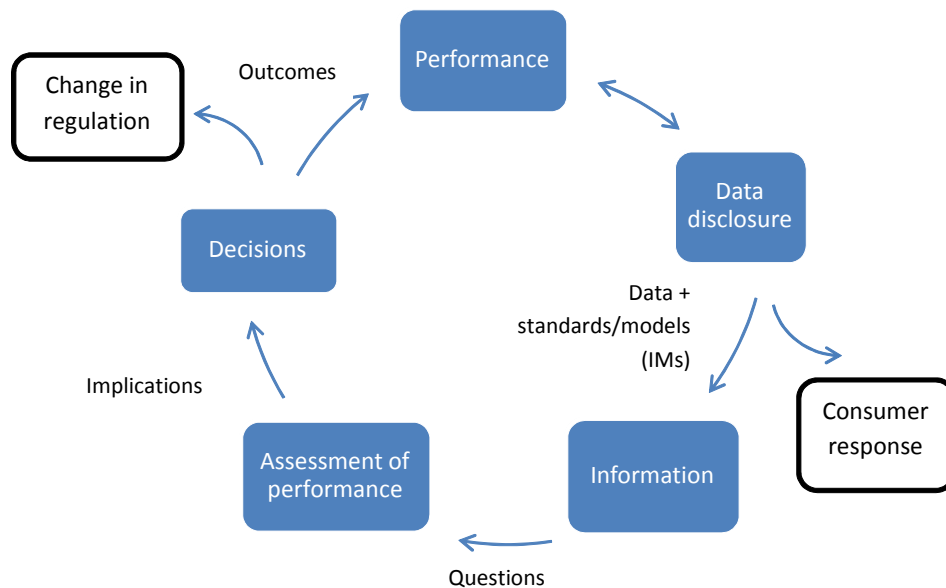 Performance
Outcomes
Change in
regulation
Data
disclosure
Decisions
Data +
standards/models
(IMs)
Implications
Consumer
response
Assessment of
performance
Information
Questions